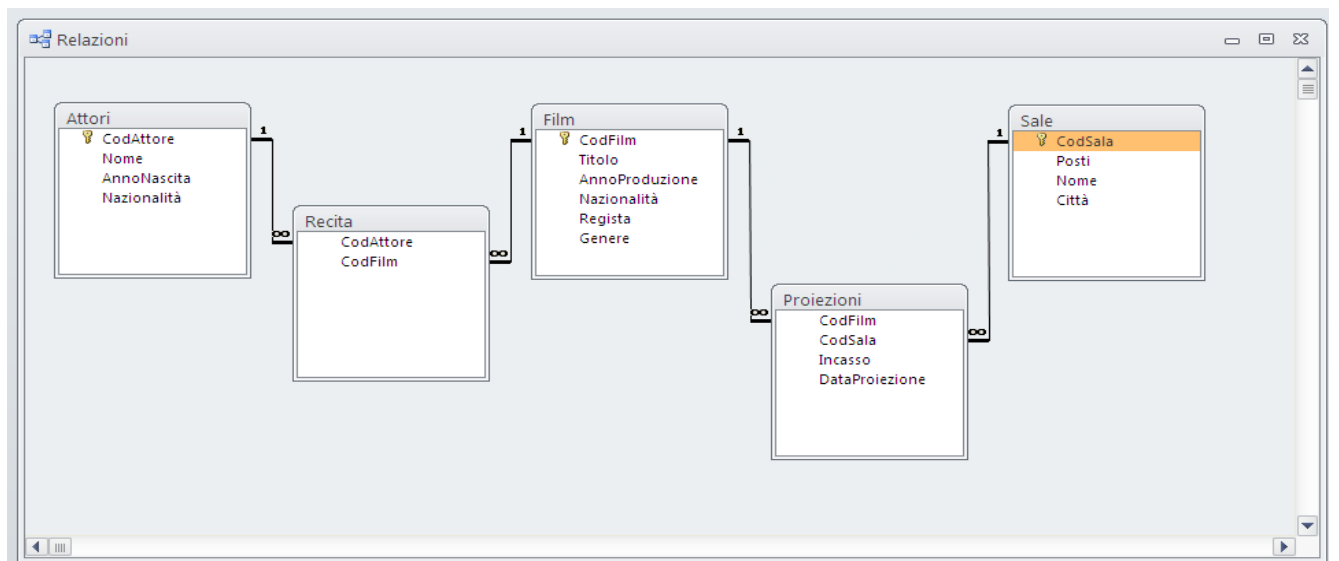 Relazioni
Attori
CodAttore
Nome
AnnoNascita
Nazionalità
1
∞
Recita
CodAttore
CodFilm
1
∞
Film
CodFilm
Titolo
AnnoProduzione
Nazionalità
Regista
Genere
1
∞
Proiezioni
CodFilm
CodSala
Incasso
DataProiezione
1
∞
Sale
CodSala
Posti
Nome
Città